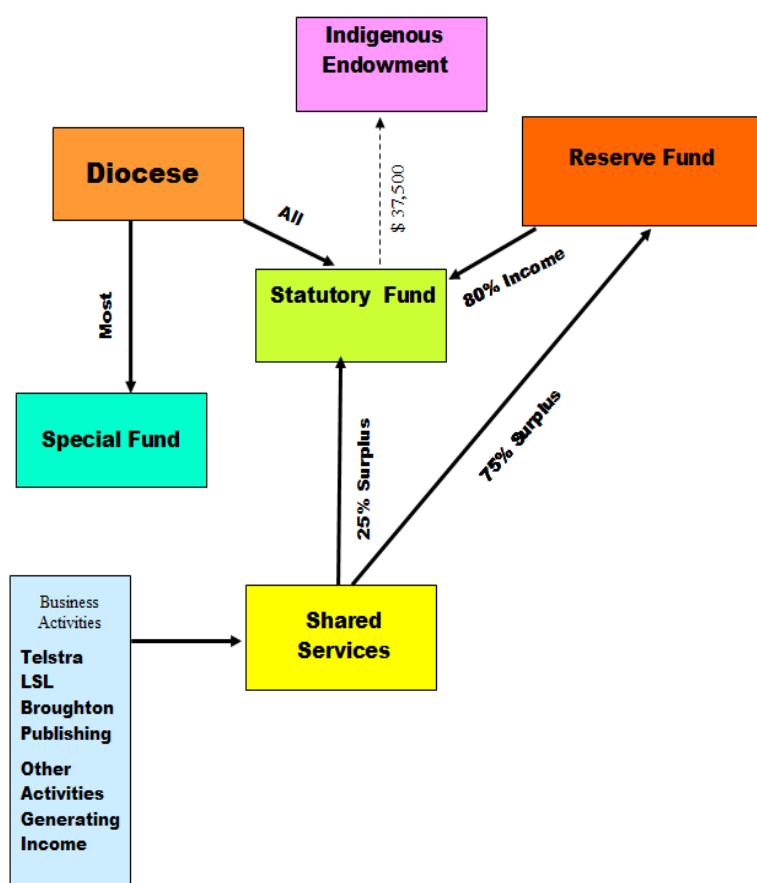 Indigenous
Endowment
Diocese
Reserve Fund
All
$ 37,500
80% Income
Statutory Fund
Most
Special Fund
25% Surplus
75% Surplus
Business
Activities
Telstra
LSL
Broughton
Publishing
Other
Activities
Generating
Income
Shared
Services